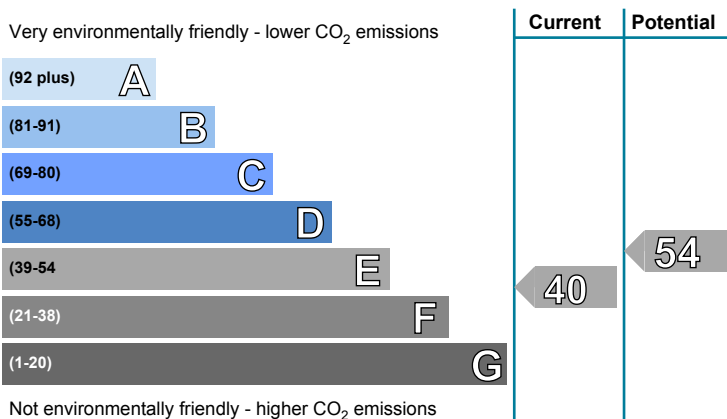 Current Potential
Very environmentally friendly - lower CO2 emissions
(92 plus) A
(81-91) B
(69-80) C
(55-68) D
(39-54 E
54
40
(21-38) F
(1-20) G
Not environmentally friendly - higher CO2 emissions